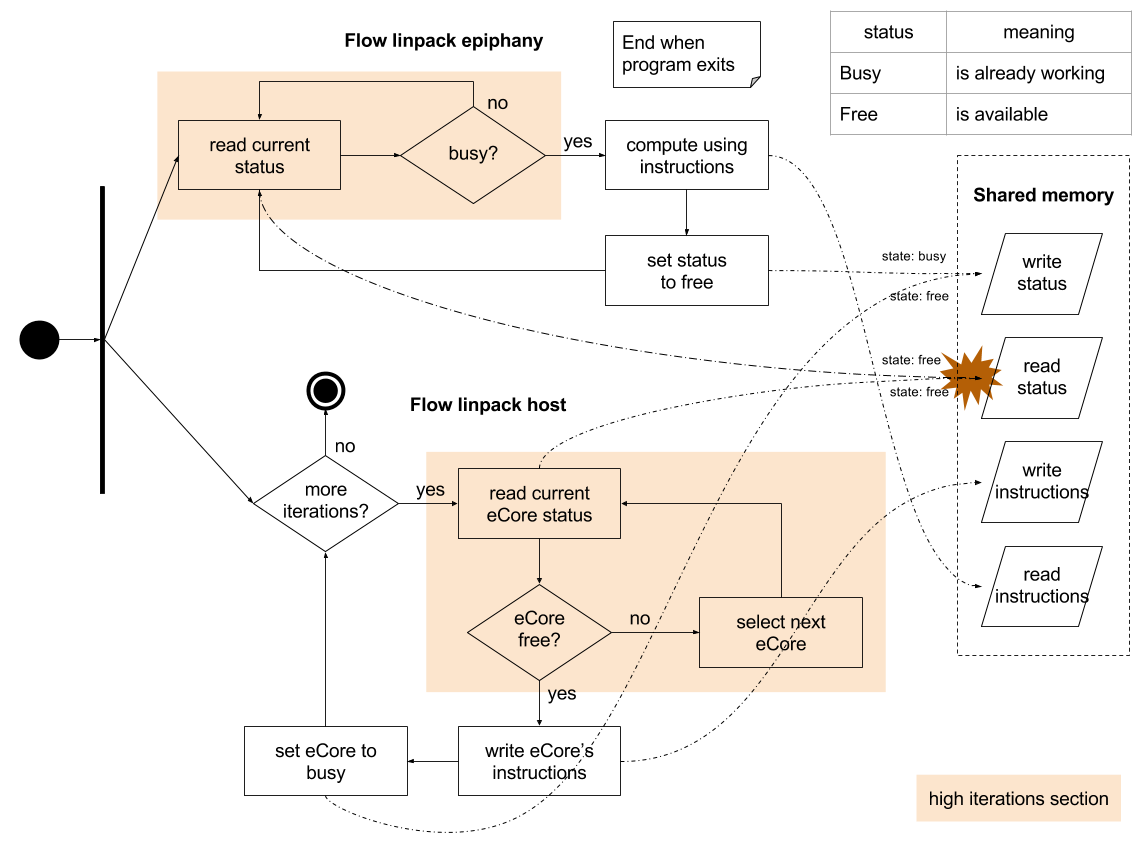 Flow linpack epiphany
End when
program exits
status meaning
Busy is already working
Free is available
read current
status
busy?
no
yes
compute using
instructions
set status
to free
Shared memory
state: busy
state: free
write
status
state: free
state: free
read
status
write
instructions
read
instructions
Flow linpack host
no
more
iterations?
yes
read current
eCore status
eCore
free?
no
select next
eCore
yes
set eCore to
busy
write eCore's
instructions
high iterations section